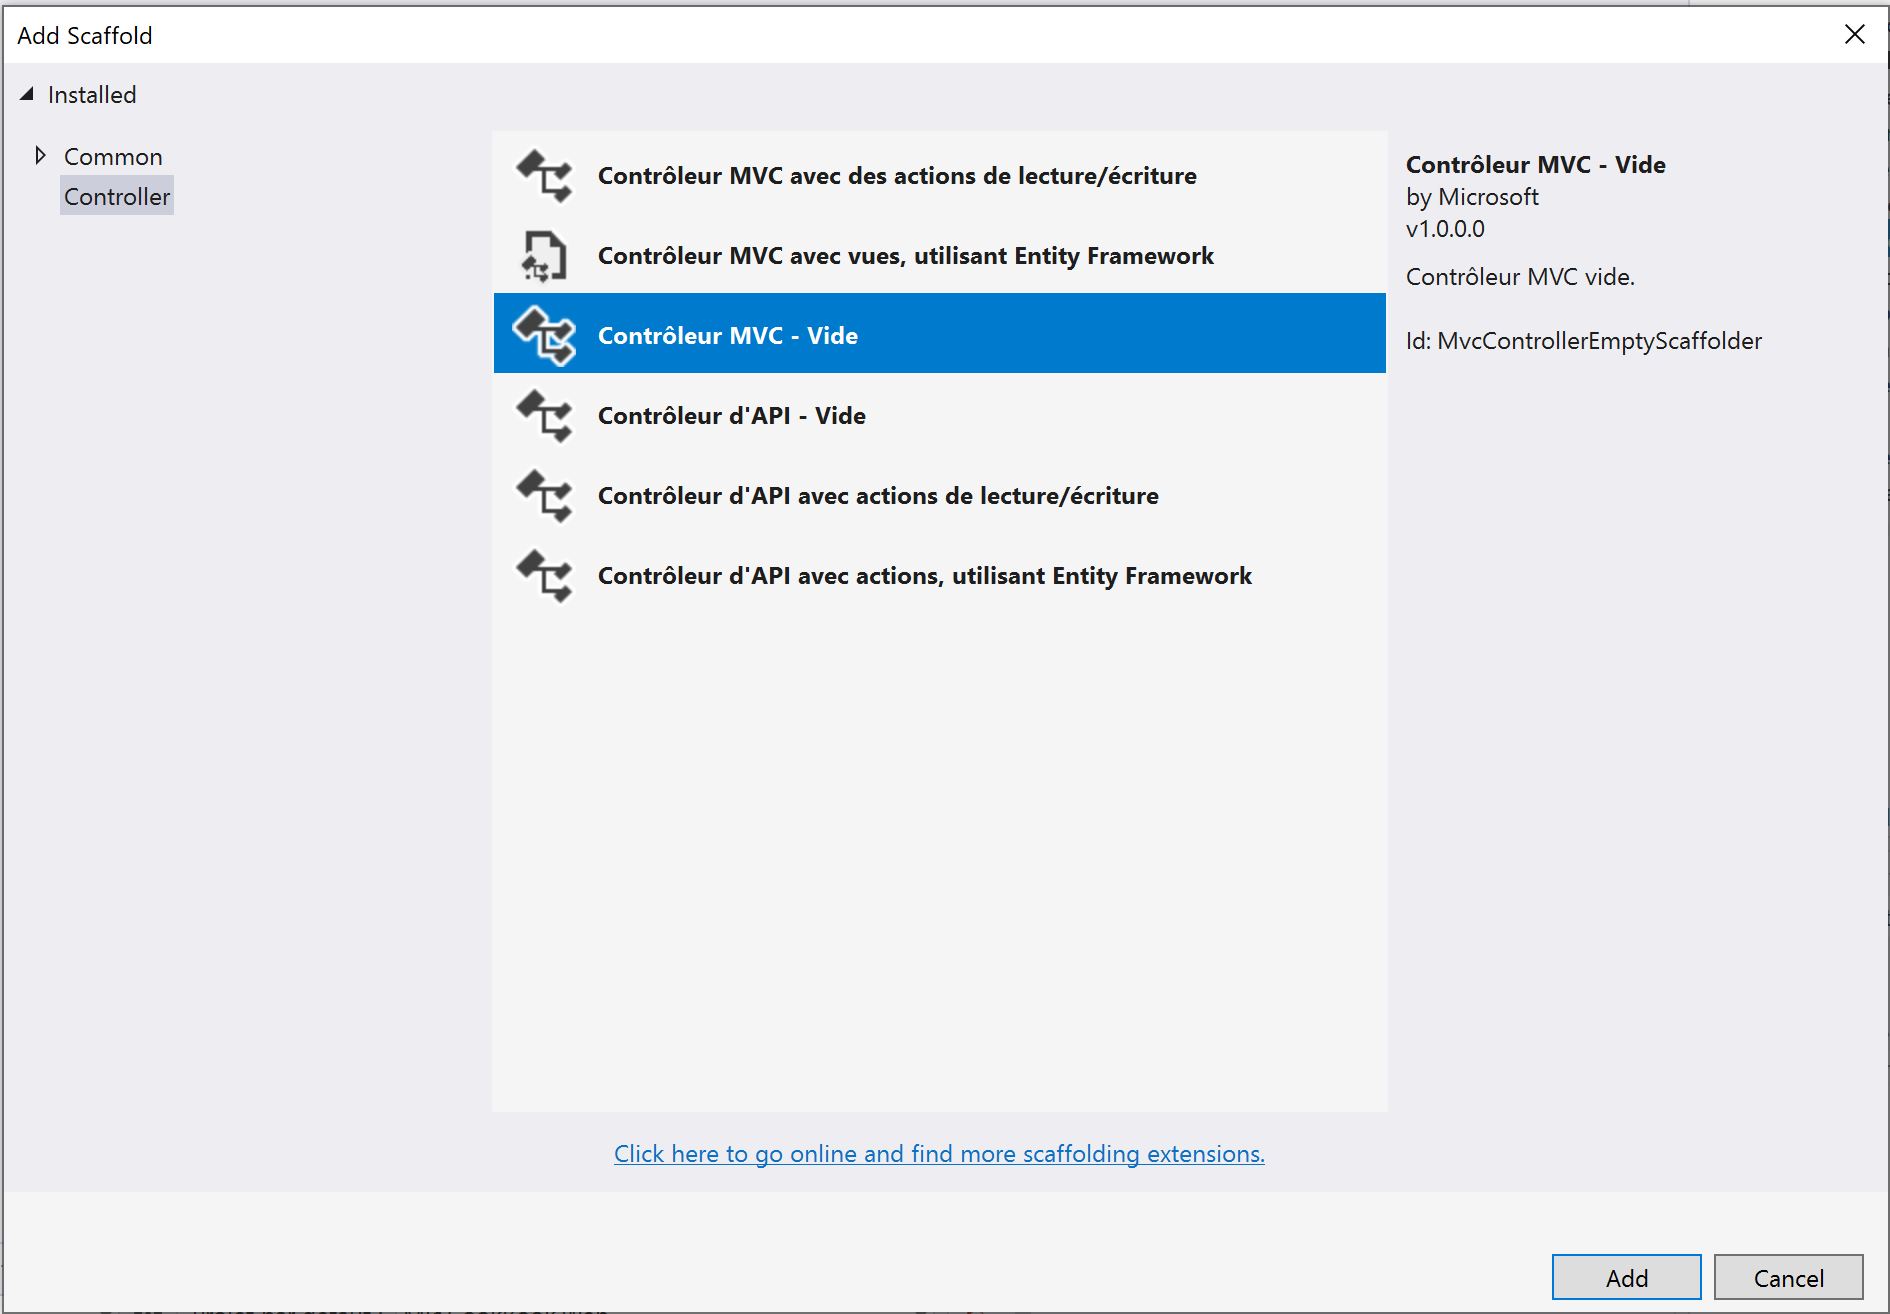 Add Scaffold
Installed
Common
Controller
Contrôleur MVC avec des actions de lecture/écriture
Contrôleur MVC avec vues, utilisant Entity Framework
Contrôleur MVC - Vide
Contrôleur d'API - Vide
Contrôleur d'API avec actions de lecture/écriture
Contrôleur d'API avec actions, utilisant Entity Framework
Contrôleur MVC - Vide
by Microsoft
v1.0.0.0
Contrôleur MVC vide.
Id: MvcControllerEmptyScaffolder
Click here to go online and find more scaffolding extensions.
Add
Cancel